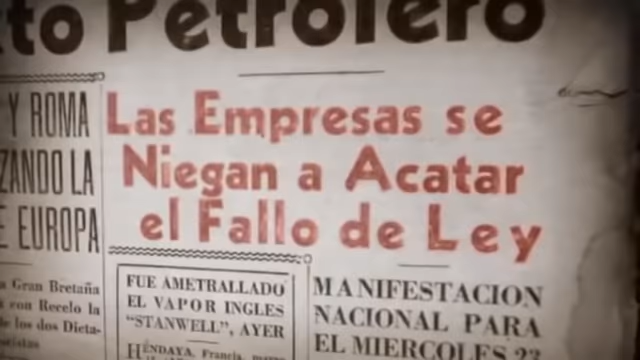 to Petrolero
Y ROMA
ZANDO LA
E EUROPA
Las Empresas se
Niegan a Acatar
el Fallo de Ley
a Gran Bretaña
s con Recelo la
de los dos Dicta-
FUE AMETRALLADO
EL VAPOR INGLES
"STANWELL", AYER
HENDAYA, Francia,
MANIFESTACION
NACIONAL PARA
EL MIERCOLES